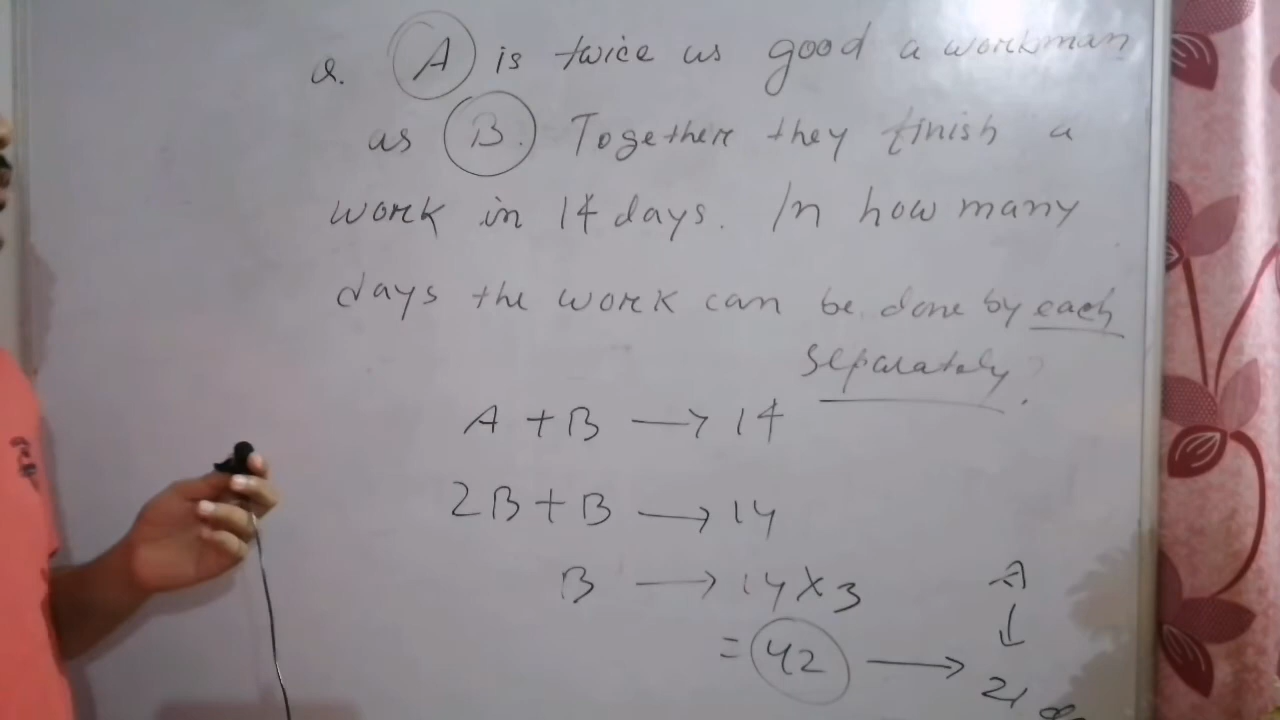 Q. A is twice as good a workman
as B. Together they finish a
work in 14 days. In how many
days the work can be done by each
separately?
A + B → 14
2B + B → 14
B → 14 × 3
= 42 →
A
↓
21